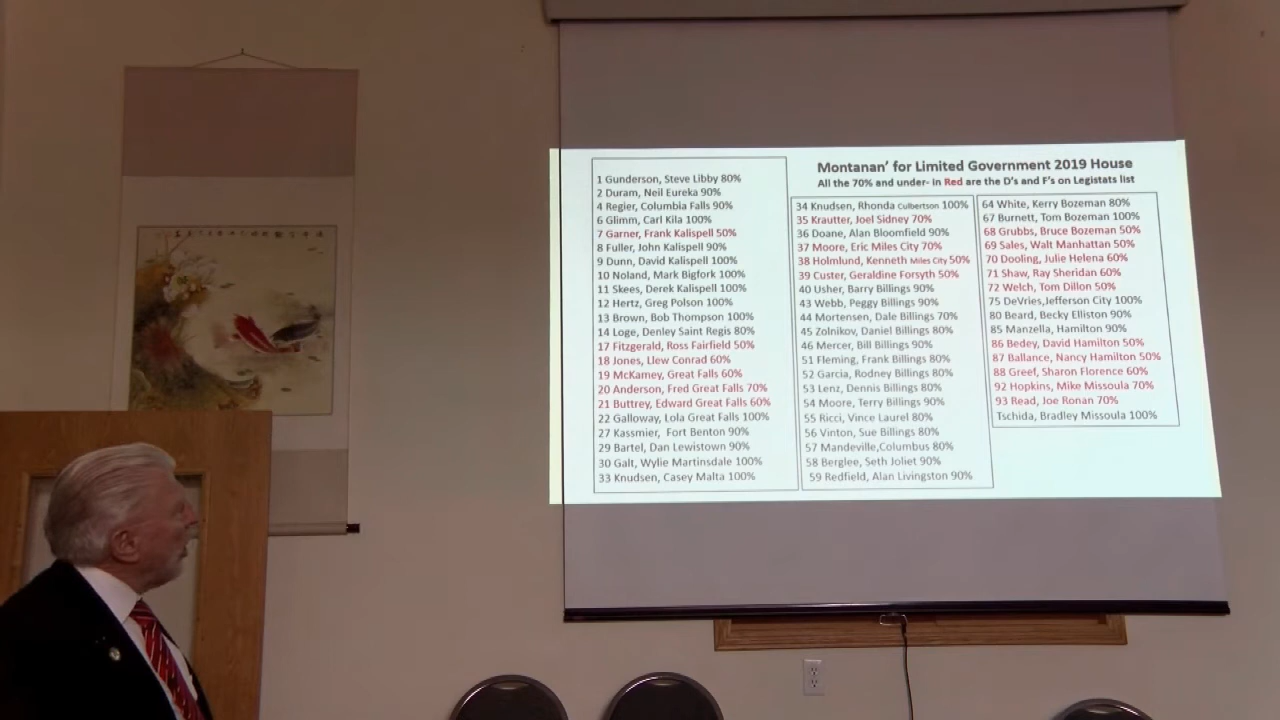 Montanan' for Limited Government 2019 House
All the 70% and under- in Red are the D's and F's on Legistats list
1 Gunderson, Steve Libby 80%
2 Duram, Neil Eureka 90%
4 Regier, Columbia Falls 90%
6 Glimm, Carl Kila 100%
7 Garner, Frank Kalispell 50%
8 Fuller, John Kalispell 90%
9 Dunn, David Kalispell 100%
10 Noland, Mark Bigfork 100%
11 Skees, Derek Kalispell 100%
12 Hertz, Greg Polson 100%
13 Brown, Bob Thompson 100%
14 Loge, Denley Saint Regis 80%
17 Fitzgerald, Ross Fairfield 50%
18 Jones, Llew Conrad 60%
19 McKamey, Great Falls 60%
20 Anderson, Fred Great Falls 70%
21 Buttrey, Edward Great Falls 60%
22 Galloway, Lola Great Falls 100%
27 Kassmier, Fort Benton 90%
29 Bartel, Dan Lewistown 90%
30 Galt, Wylie Martinsdale 100%
33 Knudsen, Casey Malta 100%
34 Knudsen, Rhonda Culbertson 100%
35 Krautter, Joel Sidney 70%
36 Doane, Alan Bloomfield 90%
37 Moore, Eric Miles City 70%
38 Holmlund, Kenneth Miles City 50%
39 Custer, Geraldine Forsyth 50%
40 Usher, Barry Billings 90%
43 Webb, Peggy Billings 90%
44 Mortensen, Dale Billings 70%
45 Zolnikov, Daniel Billings 80%
46 Mercer, Bill Billings 90%
51 Fleming, Frank Billings 80%
52 Garcia, Rodney Billings 80%
53 Lenz, Dennis Billings 80%
54 Moore, Terry Billings 90%
55 Ricci, Vince Laurel 80%
56 Vinton, Sue Billings 80%
57 Mandeville,Columbus 80%
58 Berglee, Seth Joliet 90%
59 Redfield, Alan Livingston 90%
64 White, Kerry Bozeman 80%
67 Burnett, Tom Bozeman 100%
68 Grubbs, Bruce Bozeman 50%
69 Sales, Walt Manhattan 50%
70 Dooling, Julie Helena 60%
71 Shaw, Ray Sheridan 60%
72 Welch, Tom Dillon 50%
75 DeVries,Jefferson City 100%
80 Beard, Becky Elliston 90%
85 Manzella, Hamilton 90%
86 Bedey, David Hamilton 50%
87 Ballance, Nancy Hamilton 50%
88 Greef, Sharon Florence 60%
92 Hopkins, Mike Missoula 70%
93 Read, Joe Ronan 70%
Tschida, Bradley Missoula 100%